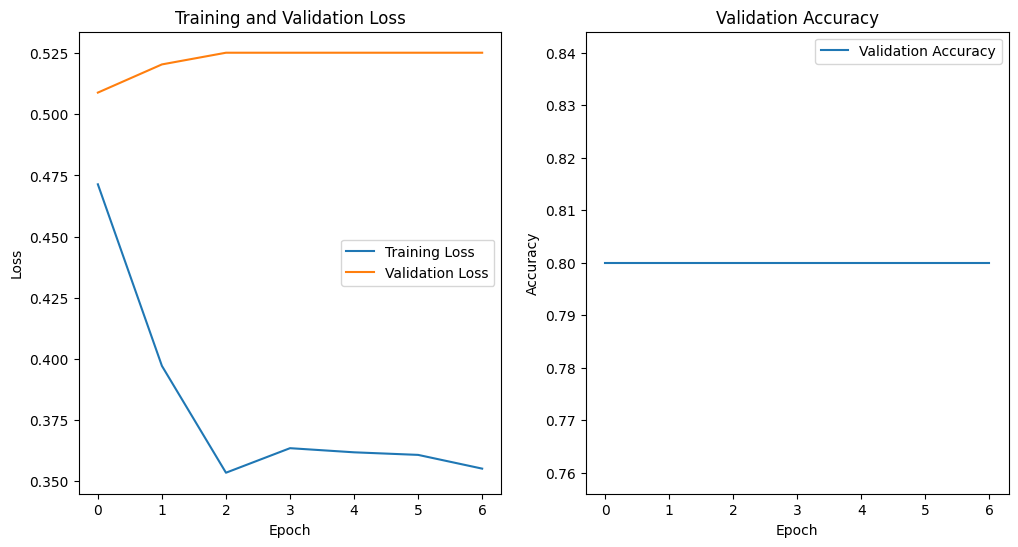 Training and Validation Loss
Loss
0.525
0.500
0.475
0.450
0.425
0.400
0.375
0.350
Training Loss
Validation Loss
0 1 2 3 4 5 6
Epoch
Validation Accuracy
Accuracy
0.84
0.83
0.82
0.81
0.80
0.79
0.78
0.77
0.76
Validation Accuracy
0 1 2 3 4 5 6
Epoch